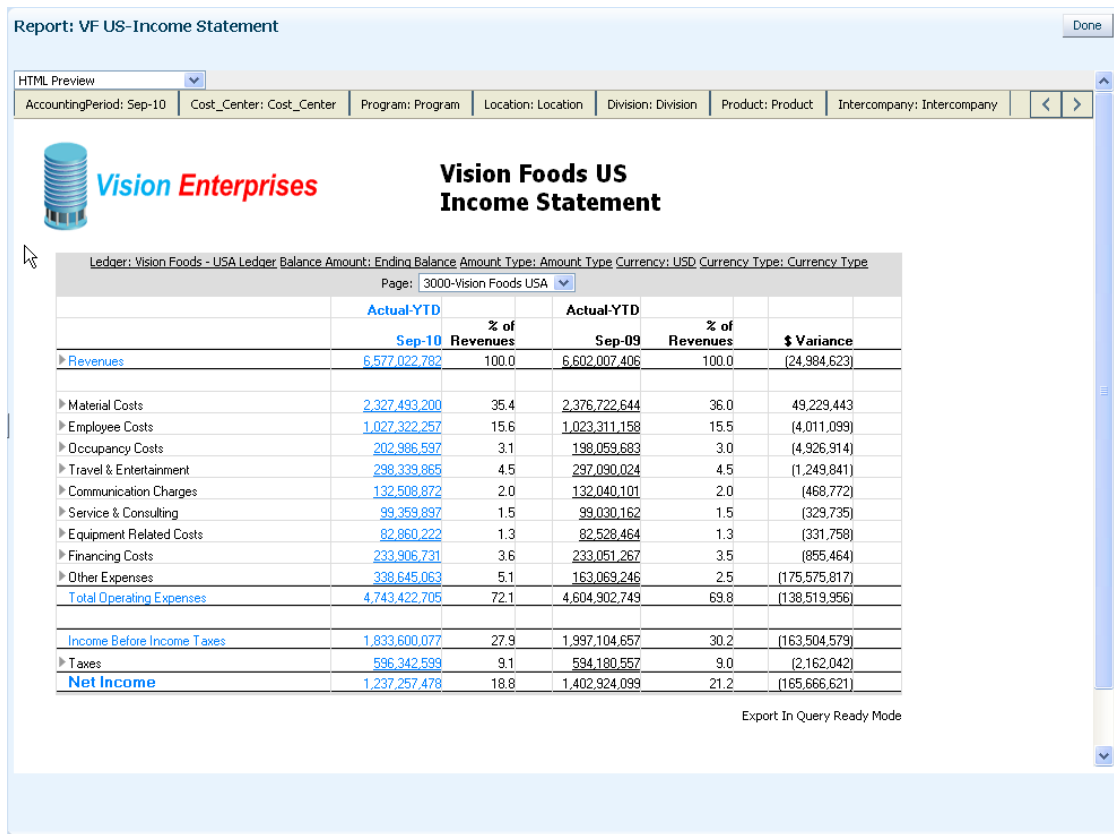 Report: VF US-Income Statement
Done
HTML Preview
AccountingPeriod: Sep-10 Cost_Center: Cost_Center Program: Program Location: Location Division: Division Product: Product Intercompany: Intercompany
Vision Enterprises
Vision Foods US
Income Statement
Ledger: Vision Foods - USA Ledger Balance Amount: Ending Balance Amount Type: Amount Type Currency: USD Currency Type: Currency Type
Page: 3000-Vision Foods USA
Actual-YTD Actual-YTD
% of % of
Sep-10 Revenues Sep-09 Revenues $ Variance
Revenues 6,577,022,782 100.0 6,602,007,406 100.0 (24,984,623)
Material Costs 2,327,493,200 35.4 2,376,722,644 36.0 49,229,443
Employee Costs 1,027,322,257 15.6 1,023,311,158 15.5 (4,011,099)
Occupancy Costs 202,986,597 3.1 198,059,683 3.0 (4,926,914)
Travel & Entertainment 298,339,865 4.5 297,090,024 4.5 (1,249,841)
Communication Charges 132,508,872 2.0 132,040,101 2.0 (468,772)
Service & Consulting 99,359,897 1.5 99,030,162 1.5 (329,735)
Equipment Related Costs 82,860,222 1.3 82,528,464 1.3 (331,758)
Financing Costs 233,906,731 3.6 233,051,267 3.5 (855,464)
Other Expenses 338,645,063 5.1 163,069,246 2.5 (175,575,817)
Total Operating Expenses 4,743,422,705 72.1 4,604,902,749 69.8 (138,519,956)
Income Before Income Taxes 1,833,600,077 27.9 1,997,104,657 30.2 (163,504,579)
Taxes 596,342,599 9.1 594,180,557 9.0 (2,162,042)
Net Income 1,237,257,478 18.8 1,402,924,099 21.2 (165,666,621)
Export In Query Ready Mode